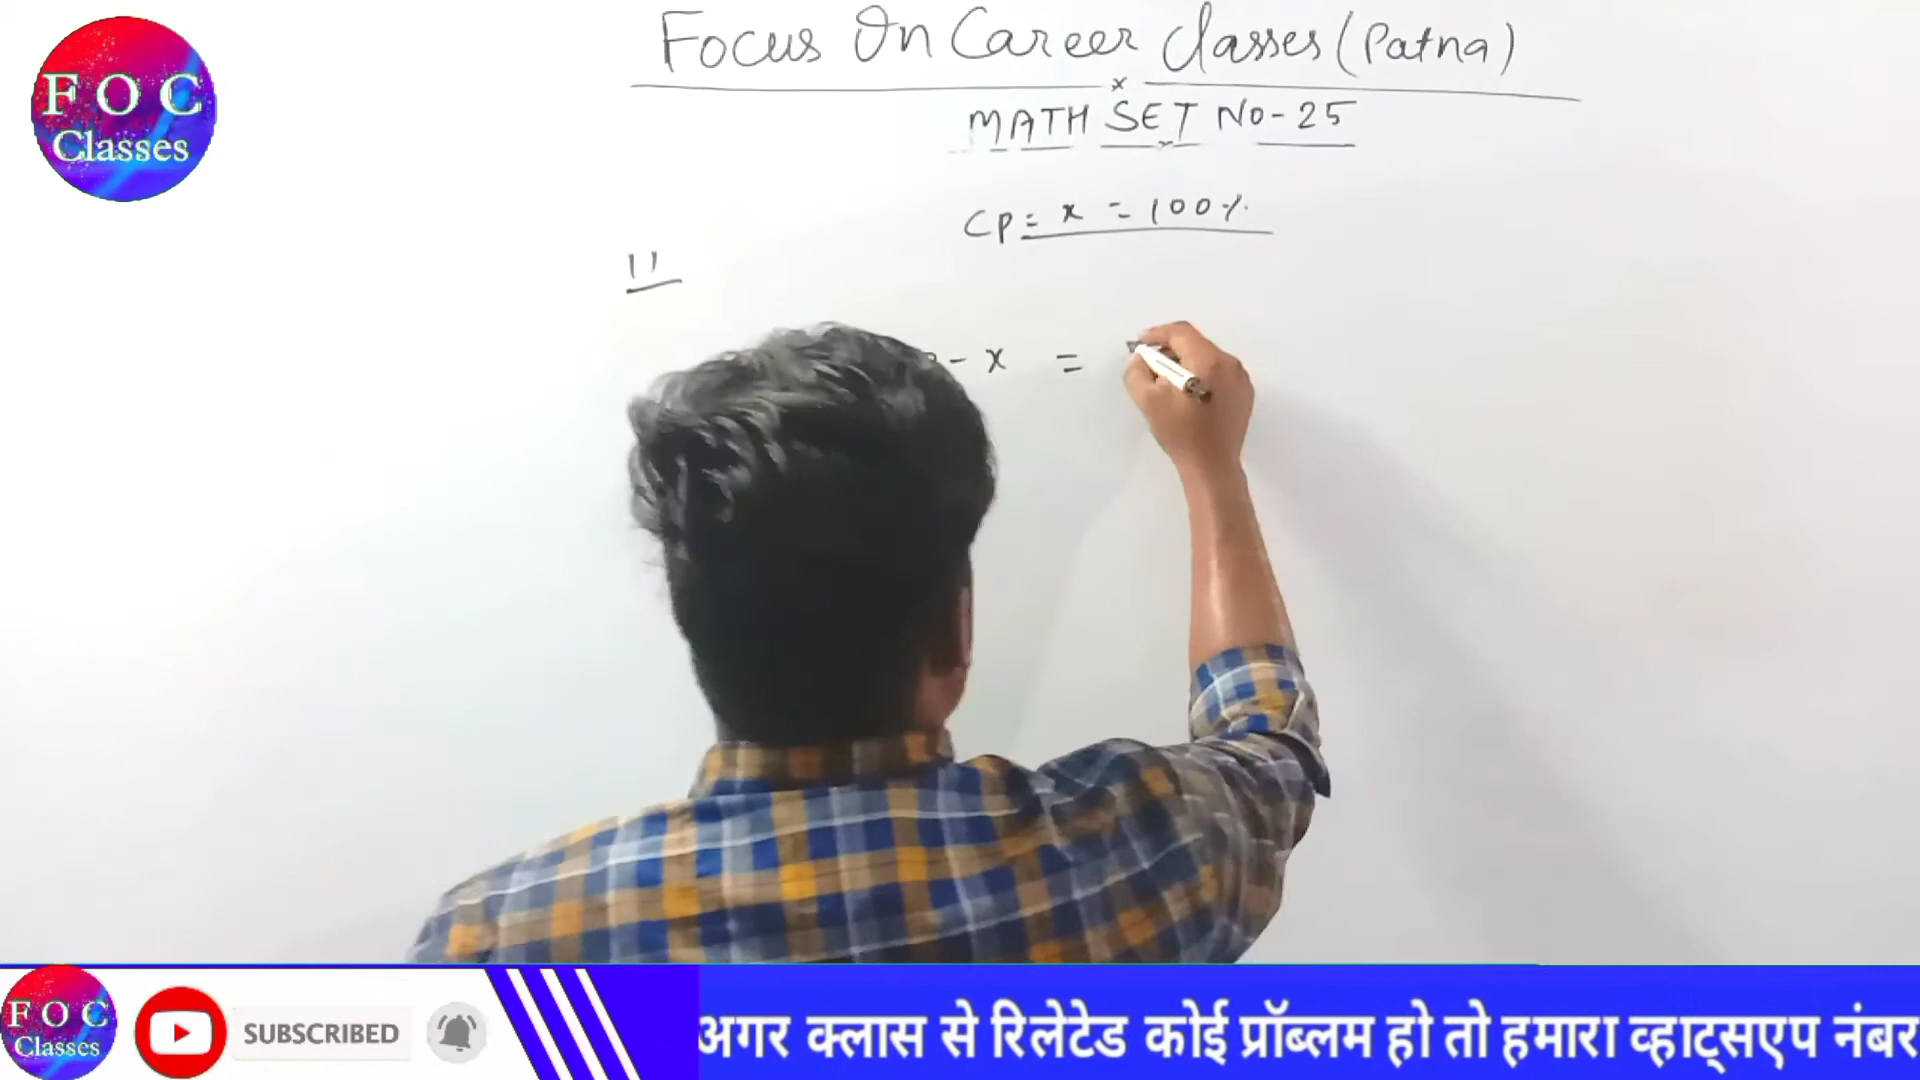 F O C
Classes
Focus On Career Classes (Patna)
x
MATH SET NO-25
CP = x = 100%
11
- x =
F O C
Classes
SUBSCRIBED
अगर क्लास से रिलेटेड कोई प्रॉब्लम हो तो हमारा व्हाट्सएप नंबर